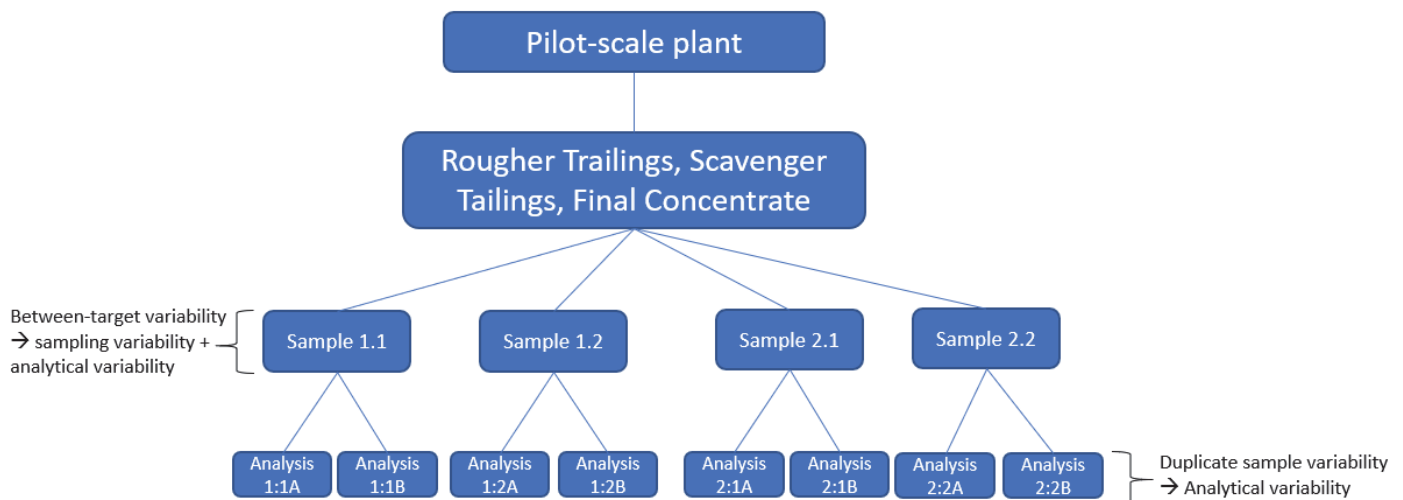 Pilot-scale plant
Rougher Trailings, Scavenger
Tailings, Final Concentrate
Between-target variability
→ sampling variability +
analytical variability
Sample 1.1
Sample 1.2
Sample 2.1
Sample 2.2
Analysis
1:1A
Analysis
1:1B
Analysis
1:2A
Analysis
1:2B
Analysis
2:1A
Analysis
2:1B
Analysis
2:2A
Analysis
2:2B
Duplicate sample variability
→ Analytical variability